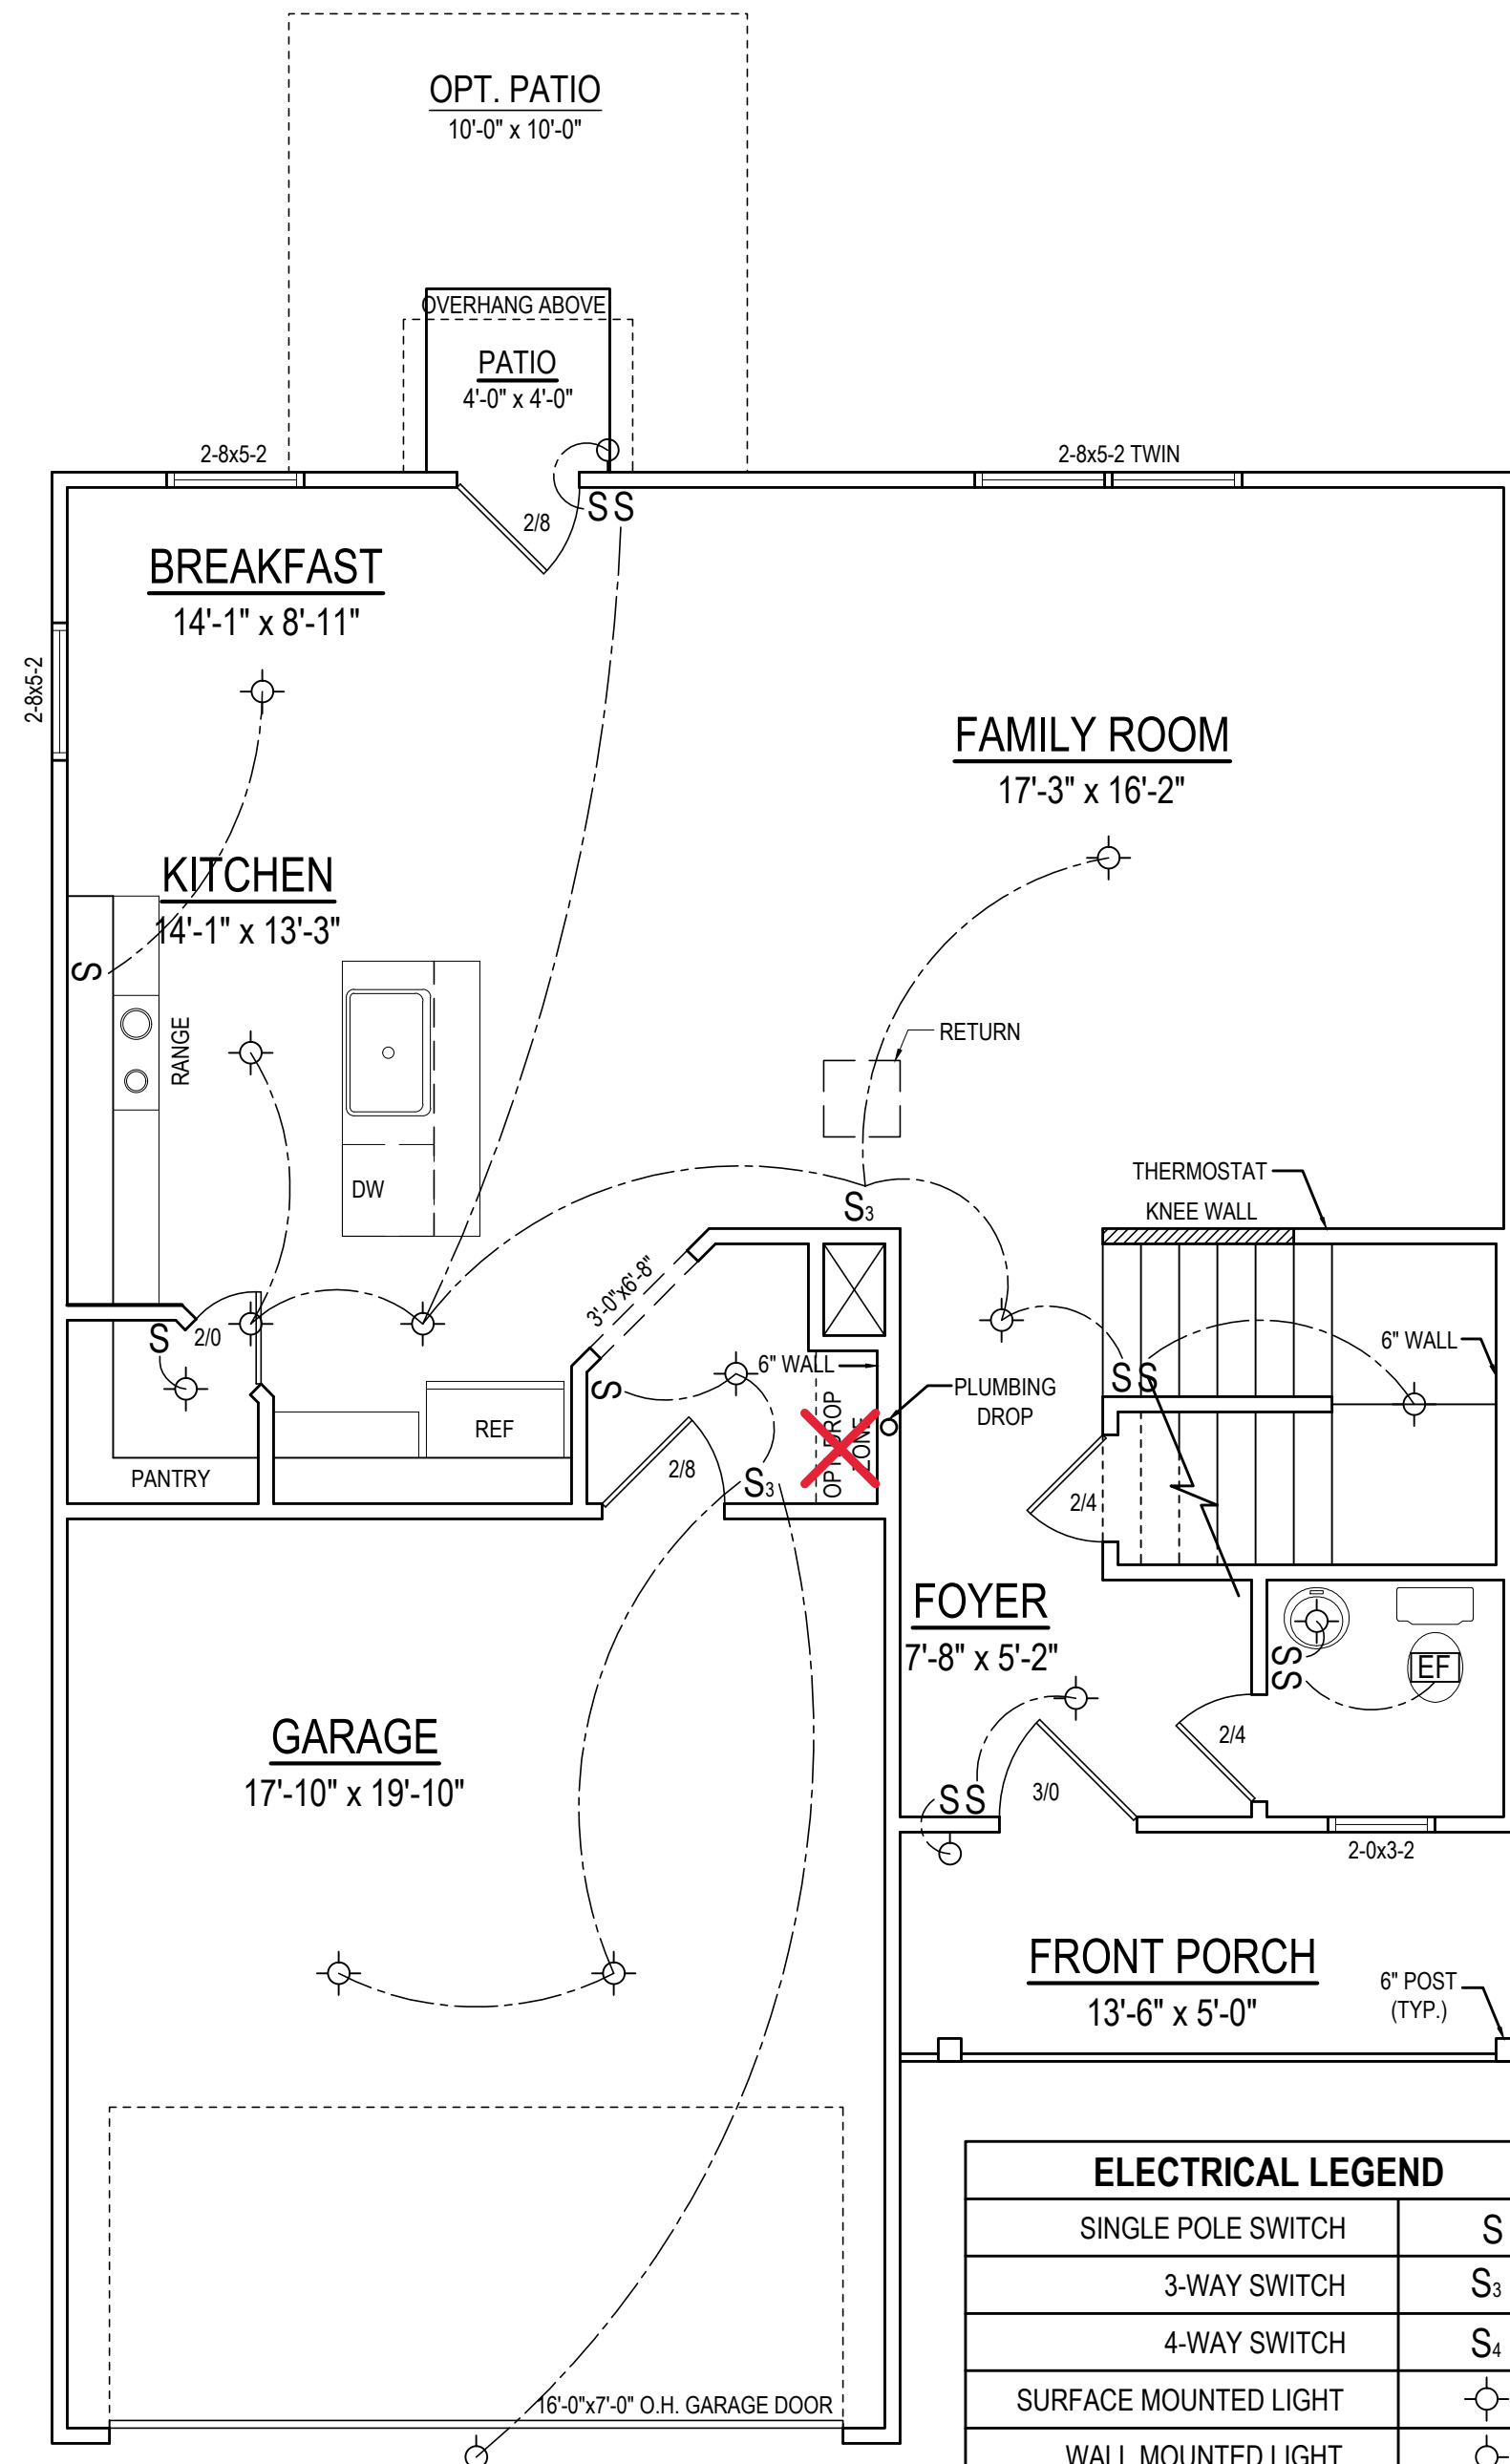 OPT. PATIO
10'-0" x 10'-0"
OVERHANG ABOVE
PATIO
4'-0" x 4'-0"
2-8x5-2
2-8x5-2 TWIN
S S
2/8
BREAKFAST
14'-1" x 8'-11"
2-8x5-2
FAMILY ROOM
17'-3" x 16'-2"
KITCHEN
14'-1" x 13'-3"
S
RANGE
RETURN
DW
THERMOSTAT
KNEE WALL
S3
3'-0"x6'-8"
S
2/0
6" WALL
6" WALL
S
S S
PLUMBING
DROP
OPT. DROP
ZONE
REF
PANTRY
2/8
S3
2/4
FOYER
7'-8" x 5'-2"
S S
EF
GARAGE
17'-10" x 19'-10"
2/4
S S
3/0
2-0x3-2
FRONT PORCH
13'-6" x 5'-0"
6" POST
(TYP.)
ELECTRICAL LEGEND
SINGLE POLE SWITCH S
3-WAY SWITCH S3
4-WAY SWITCH S4
SURFACE MOUNTED LIGHT
WALL MOUNTED LIGHT
16'-0"x7'-0" O.H. GARAGE DOOR